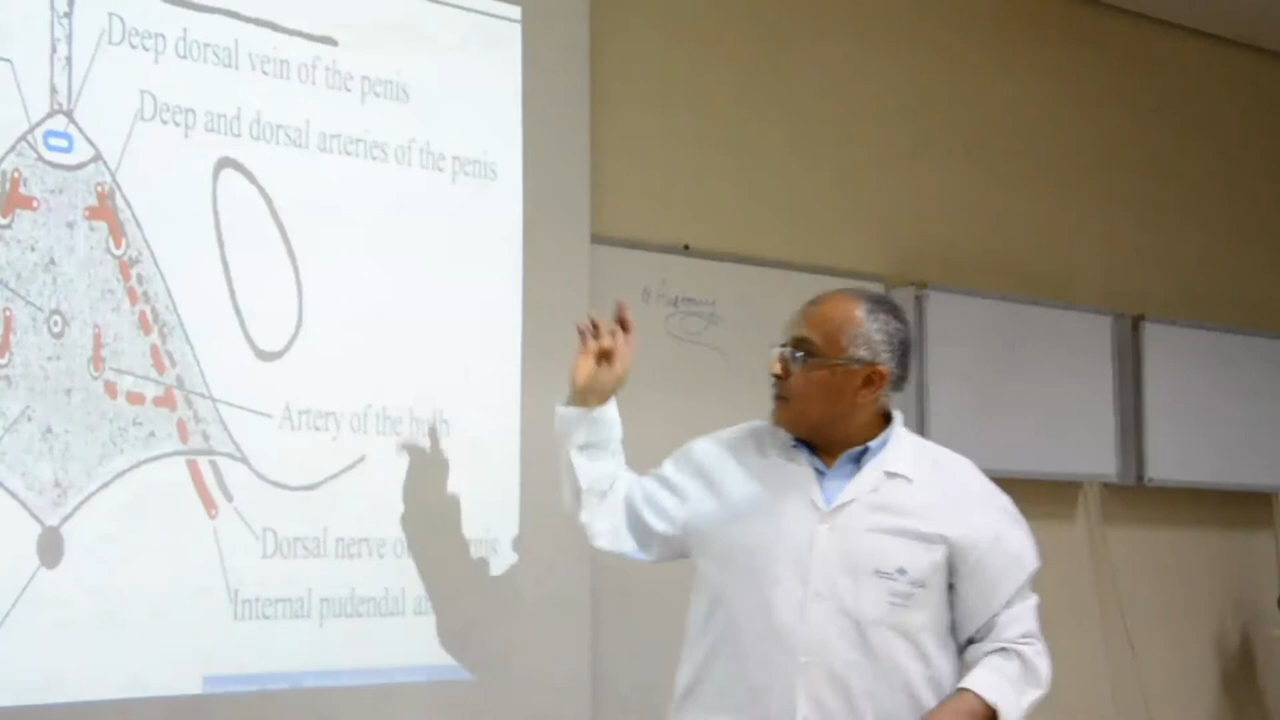 Deep dorsal vein of the penis
Deep and dorsal arteries of the penis
Anatomy
Artery of the bulb
Dorsal nerve of
Internal pudendal